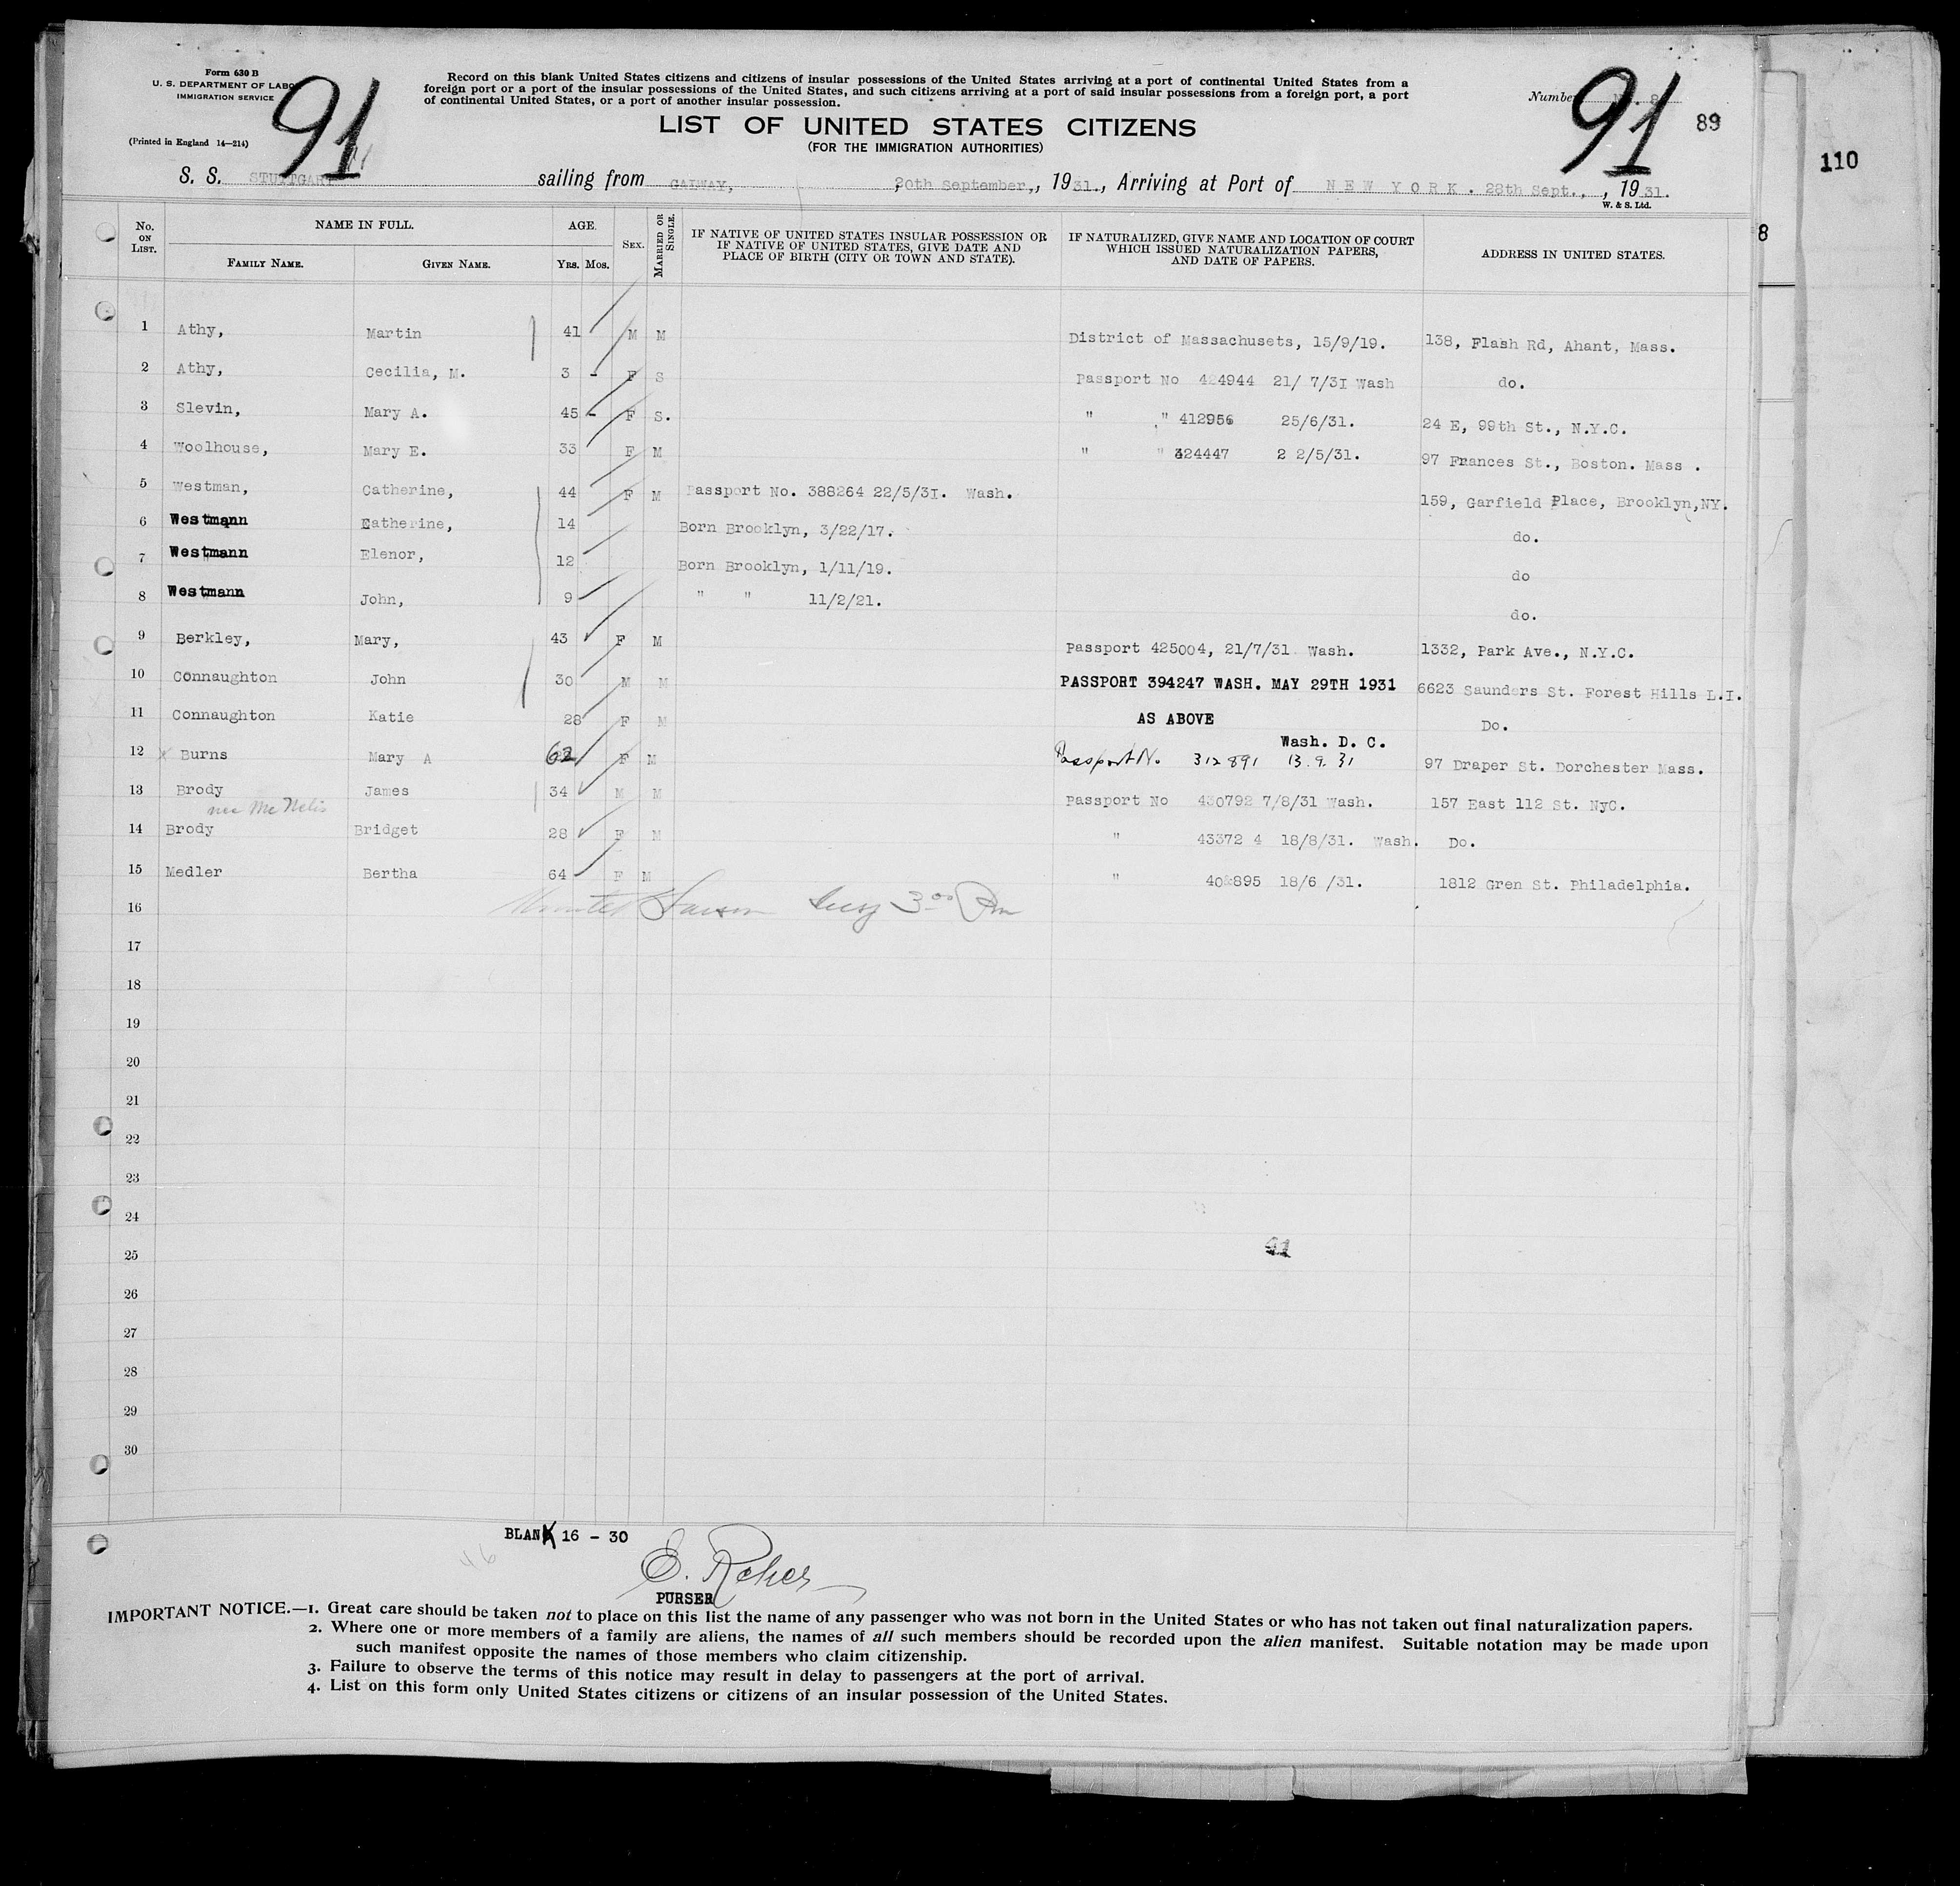 Form 630 B
U. S. DEPARTMENT OF LABO
IMMIGRATION SERVICE
(Printed in England 14—214)
91
Record on this blank United States citizens and citizens of insular possessions of the United States arriving at a port of continental United States from a
foreign port or a port of the insular possessions of the United States, and such citizens arriving at a port of said insular possessions from a foreign port, a port
of continental United States, or a port of another insular possession.
LIST OF UNITED STATES CITIZENS
(FOR THE IMMIGRATION AUTHORITIES)
Number
91
89
110
8
S. S. STUTTGART sailing from GALWAY, 20th September,, 1931., Arriving at Port of NEW YORK. 28th Sept., , 1931.
W. & S. Ltd.
No. ON LIST. NAME IN FULL. FAMILY NAME. GIVEN NAME. AGE. YRS. MOS. SEX. MARRIED OR SINGLE. IF NATIVE OF UNITED STATES INSULAR POSSESSION OR IF NATIVE OF UNITED STATES, GIVE DATE AND PLACE OF BIRTH (CITY OR TOWN AND STATE). IF NATURALIZED, GIVE NAME AND LOCATION OF COURT WHICH ISSUED NATURALIZATION PAPERS, AND DATE OF PAPERS. ADDRESS IN UNITED STATES.
1 Athy, Martin 41 M M District of Massachusets, 15/9/19. 138, Flash Rd, Ahant, Mass.
2 Athy, Cecilia, M. 3 - F S Passport No 424944 21/ 7/31 Wash do.
3 Slevin, Mary A. 45 - F S. " " 412956 25/6/31. 24 E, 99th St., N.Y.C.
4 Woolhouse, Mary E. 33 F M " " 324447 2 2/5/31. 97 Frances St., Boston. Mass .
5 Westman, Catherine, 44 F M Passport No. 388264 22/5/31. Wash. 159, Garfield Place, Brooklyn,NY.
6 Westmann Eatherine, 14 Born Brooklyn, 3/22/17. do.
7 Westmann Elenor, 12 Born Brooklyn, 1/11/19. do
8 Westmann John, 9 " " 11/2/21. do.
9 Berkley, Mary, 43 F M Passport 425004, 21/7/31 Wash. 1332, Park Ave., N.Y.C.
10 Connaughton John 30 M M PASSPORT 394247 WASH. MAY 29TH 1931 6623 Saunders St. Forest Hills L.I.
11 Connaughton Katie 28 F M AS ABOVE Do.
Wash. D. C.
12 x Burns Mary A 62 F M Passport No. 312891 13.9.31 97 Draper St. Dorchester Mass.
13 Brody James 34 M M Passport No 430792 7/8/31 Wash. 157 East 112 St. NyC.
nee McNelis
14 Brody Bridget 28 F M " 43372 4 18/8/31. Wash. Do.
15 Medler Bertha 64 F M " 18/6 /31. 1812 Gren St. Philadelphia.
16 3 00 Pm
17
18
19
20
21
22
23
24
25 91
26
27
28
29
30
BLANK 16 - 30
PURSER
IMPORTANT NOTICE.—1. Great care should be taken not to place on this list the name of any passenger who was not born in the United States or who has not taken out final naturalization papers.
2. Where one or more members of a family are aliens, the names of all such members should be recorded upon the alien manifest. Suitable notation may be made upon
such manifest opposite the names of those members who claim citizenship.
3. Failure to observe the terms of this notice may result in delay to passengers at the port of arrival.
4. List on this form only United States citizens or citizens of an insular possession of the United States.